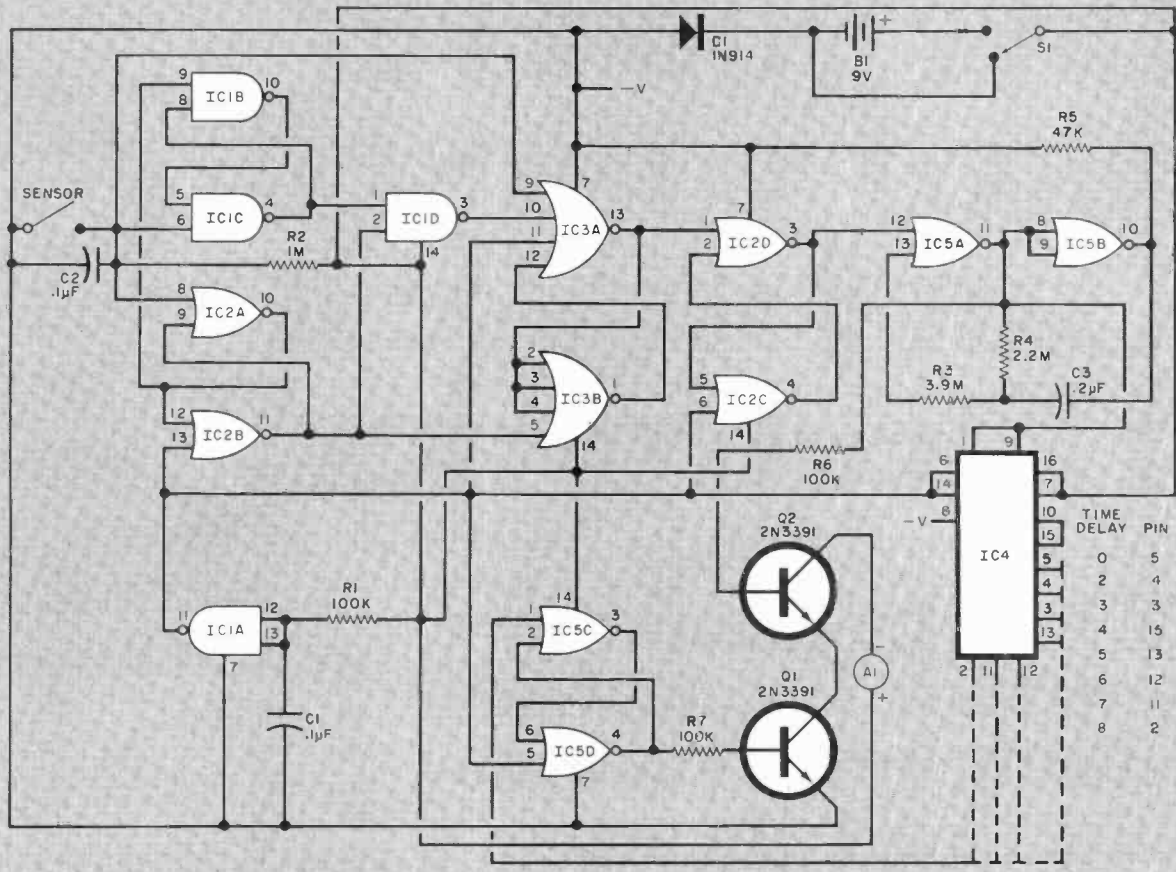 D1
1N914
B1
9V
+
S1
-V
R5
47K
9
8
IC1B
10
5
6
IC1C
4
SENSOR
C2
.1µF
R2
1M
1
2
IC1D
3
14
9
10
11
12
IC3A
7
13
1
2
IC2D
7
3
12
13
IC5A
11
8
9
IC5B
10
8
9
IC2A
10
12
13
IC2B
11
2
3
4
5
IC3B
1
14
5
6
IC2C
4
14
R4
2.2M
R3
3.9M
C3
.2µF
R6
100K
1
9
6
14
8
-V
IC4
16
7
10
15
5
4
3
13
2
11
12
TIME DELAY PIN
0 5
2 4
3 3
4 15
5 13
6 12
7 11
8 2
11
IC1A
12
13
7
R1
100K
C1
.1µF
14
1
2
IC5C
3
6
5
IC5D
4
7
R7
100K
Q2
2N3391
Q1
2N3391
-
A1
+